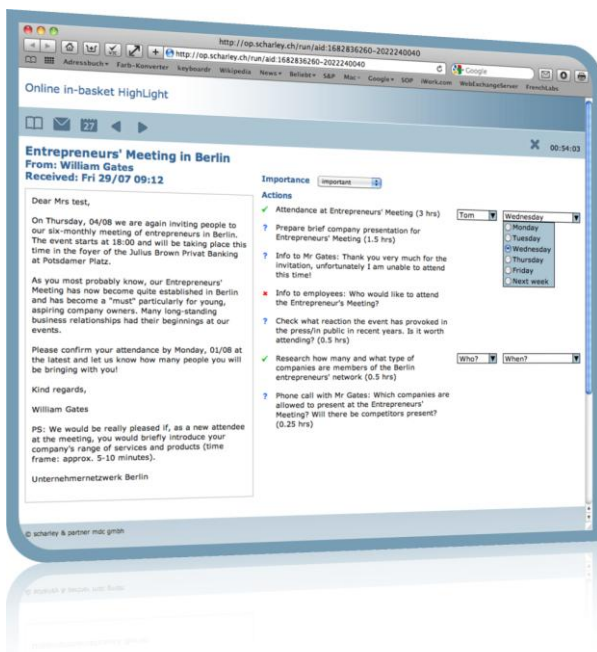 http://op.scharley.ch/run/aid:1682836260-2022240040
http://op.scharley.ch/run/aid:1682836260-2022240040
Google
Adressbuch Farb-Konverter keyboardr Wikipedia News Beliebt S&P Mac Google SOP iWork.com WebExchangeServer FrenchLabs
Online in-basket HighLight
27
00:54:03
Entrepreneurs' Meeting in Berlin
From: William Gates
Received: Fri 29/07 09:12
Dear Mrs test,
On Thursday, 04/08 we are again inviting people to
our six-monthly meeting of entrepreneurs in Berlin.
The event starts at 18:00 and will be taking place this
time in the foyer of the Julius Brown Privat Banking
at Potsdamer Platz.
As you most probably know, our Entrepreneurs'
Meeting has now become quite established in Berlin
and has become a "must" particularly for young,
aspiring company owners. Many long-standing
business relationships had their beginnings at our
events.
Please confirm your attendance by Monday, 01/08 at
the latest and let us know how many people you will
be bringing with you!
Kind regards,
William Gates
PS: We would be really pleased if, as a new attendee
at the meeting, you would briefly introduce your
company's range of services and products (time
frame: approx. 5-10 minutes).
Unternehmernetzwerk Berlin
Importance important
Actions
✓ Attendance at Entrepreneurs' Meeting (3 hrs) Tom Wednesday
Monday
Tuesday
Wednesday
Thursday
Friday
Next week
? Prepare brief company presentation for
Entrepreneurs' Meeting (1.5 hrs)
? Info to Mr Gates: Thank you very much for the
invitation, unfortunately I am unable to attend
this time!
Info to employees: Who would like to attend
the Entrepreneur's Meeting?
? Check what reaction the event has provoked in
the press/in public in recent years. Is it worth
attending? (0.5 hrs)
✓ Research how many and what type of Who? When?
companies are members of the Berlin
entrepreneurs' network (0.5 hrs)
? Phone call with Mr Gates: Which companies are
allowed to present at the Entrepreneurs'
Meeting? Will there be competitors present?
(0.25 hrs)
© scharley & partner mdc gmbh